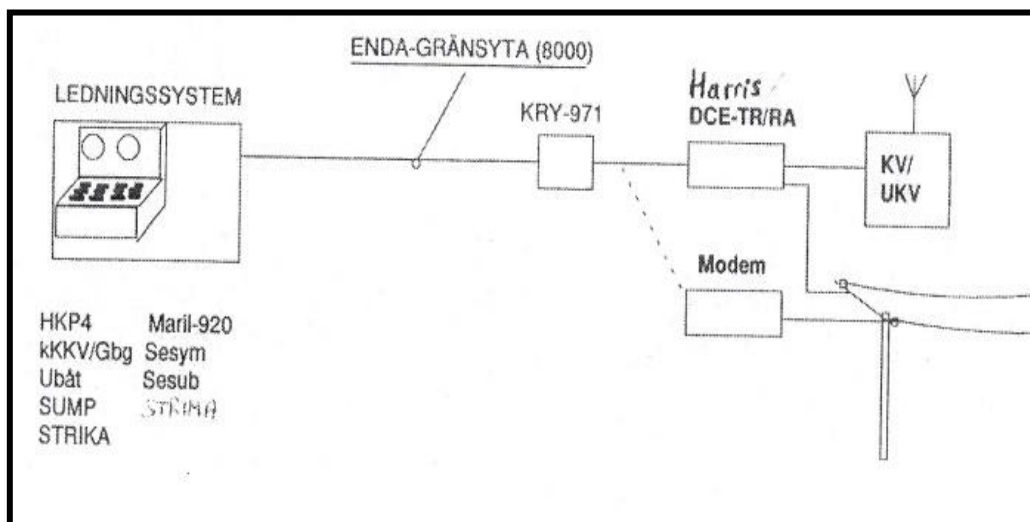 ENDA-GRÄNSYTA (8000)
LEDNINGSSYSTEM
KRY-971
Harris
DCE-TR/RA
KV/
UKV
Modem
HKP4 Maril-920
kKKV/Gbg Sesym
Ubåt Sesub
SUMP STRIMA
STRIKA